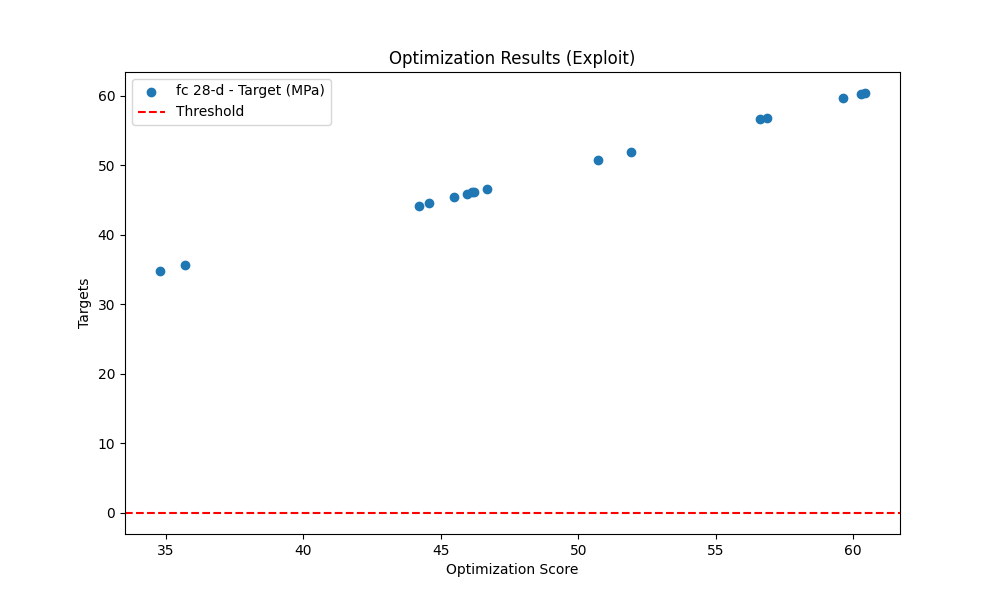 Optimization Results (Exploit)
fc 28-d - Target (MPa)
Threshold
Targets
60
50
40
30
20
10
0
35 40 45 50 55 60
Optimization Score